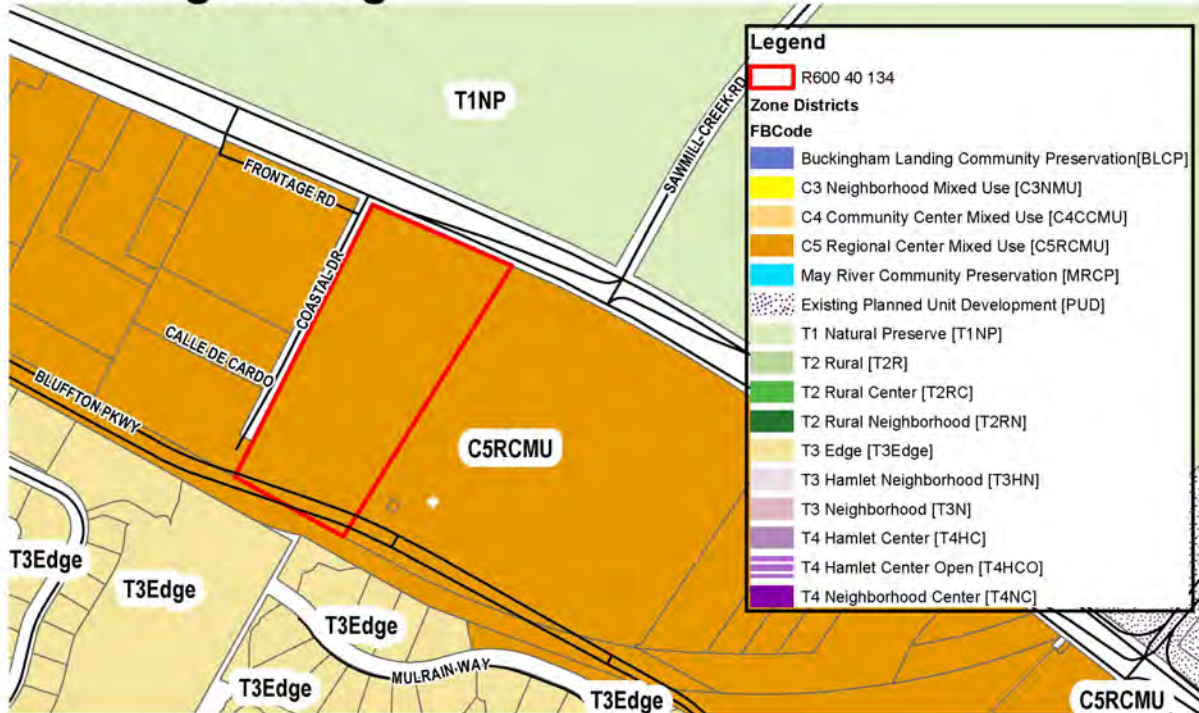 T1NP
SAWMILL CREEK RD
FRONTAGE RD
COASTAL DR
CALLE DE CARDO
BLUFFTON PKWY
C5RCMU
T3Edge
T3Edge
T3Edge
MULRAIN WAY
T3Edge
T3Edge
C5RCMU
Legend
R600 40 134
Zone Districts
FBCode
Buckingham Landing Community Preservation[BLCP]
C3 Neighborhood Mixed Use [C3NMU]
C4 Community Center Mixed Use [C4CCMU]
C5 Regional Center Mixed Use [C5RCMU]
May River Community Preservation [MRCP]
Existing Planned Unit Development [PUD]
T1 Natural Preserve [T1NP]
T2 Rural [T2R]
T2 Rural Center [T2RC]
T2 Rural Neighborhood [T2RN]
T3 Edge [T3Edge]
T3 Hamlet Neighborhood [T3HN]
T3 Neighborhood [T3N]
T4 Hamlet Center [T4HC]
T4 Hamlet Center Open [T4HCO]
T4 Neighborhood Center [T4NC]